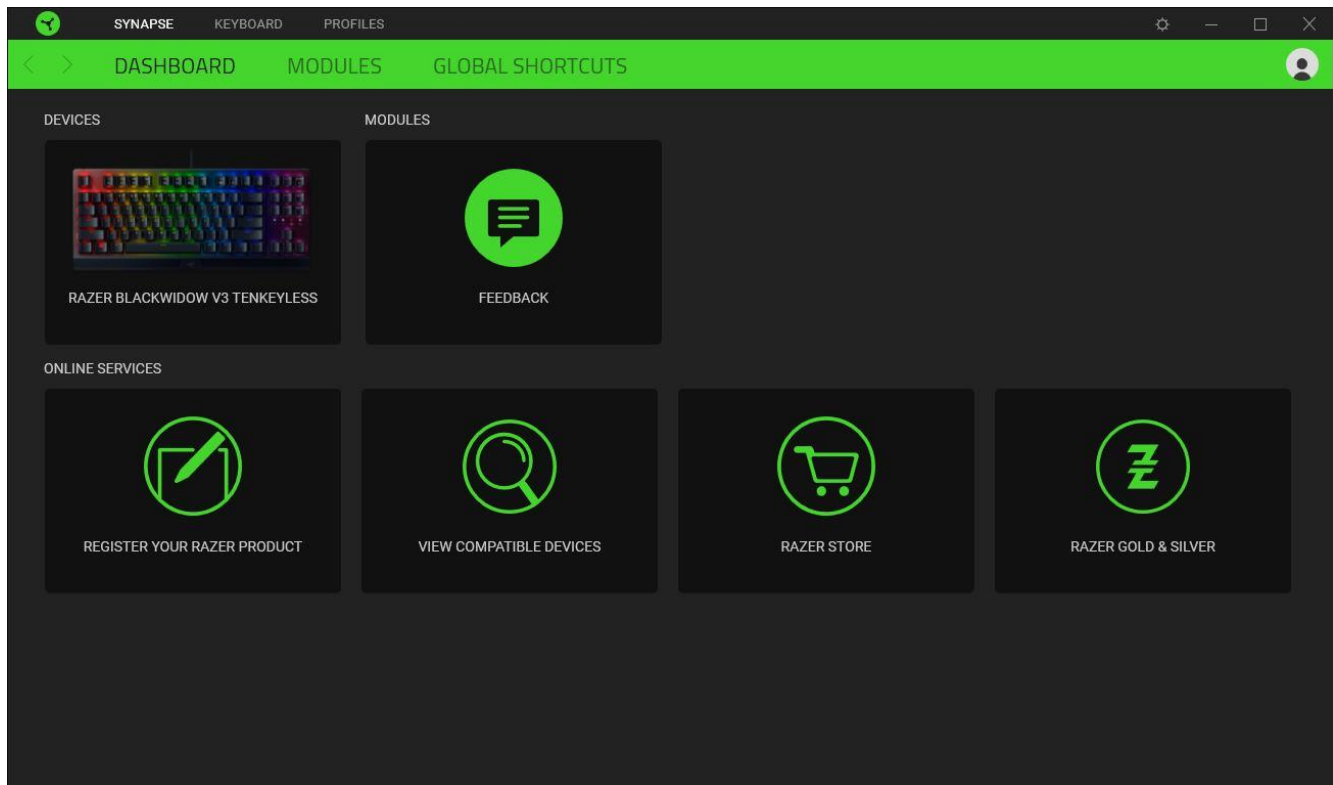 SYNAPSE KEYBOARD PROFILES
DASHBOARD MODULES GLOBAL SHORTCUTS
DEVICES MODULES
RAZER BLACKWIDOW V3 TENKEYLESS FEEDBACK
ONLINE SERVICES
REGISTER YOUR RAZER PRODUCT VIEW COMPATIBLE DEVICES RAZER STORE RAZER GOLD & SILVER